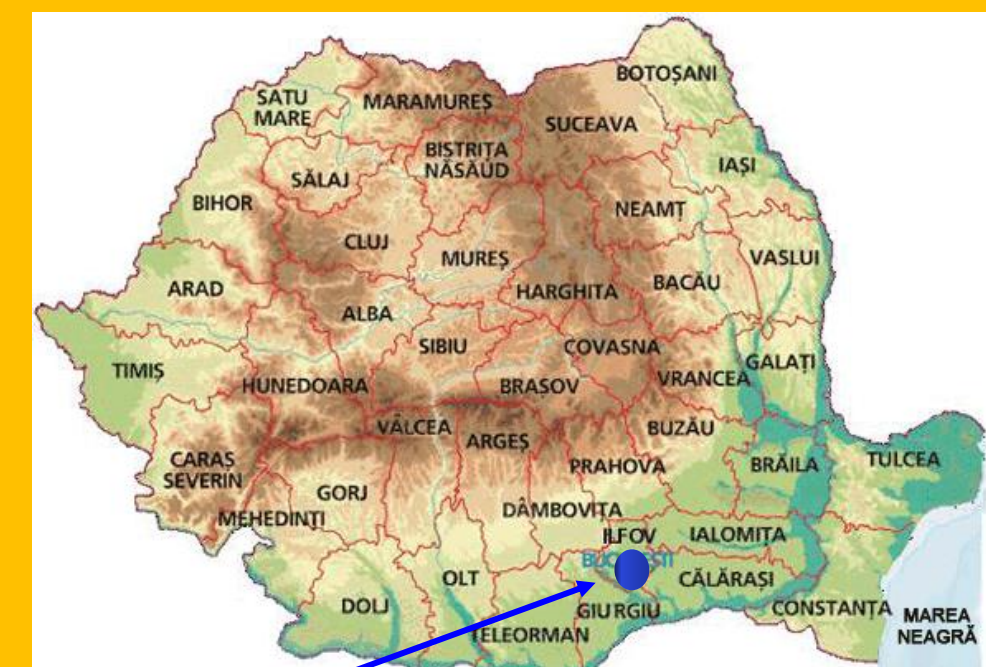 BOTOȘANI
SATU
MARE
MARAMUREȘ
SUCEAVA
BISTRIȚA
NĂSĂUD
IAȘI
SĂLAJ
BIHOR
NEAMȚ
CLUJ
MUREȘ
VASLUI
BACĂU
ARAD
HARGHITA
ALBA
SIBIU
COVASNA
TIMIȘ
GALAȚI
HUNEDOARA
BRAȘOV
VRANCEA
VÂLCEA
ARGEȘ
BUZĂU
CARAS
SEVERIN
PRAHOVA
BRĂILA
TULCEA
GORJ
MEHEDINȚI
DÂMBOVIȚA
ILFOV
IALOMIȚA
BUCUREȘTI
OLT
CĂLĂRAȘI
DOLJ
GIURGIU
CONSTANȚA
TELEORMAN
MAREA
NEAGRĂ